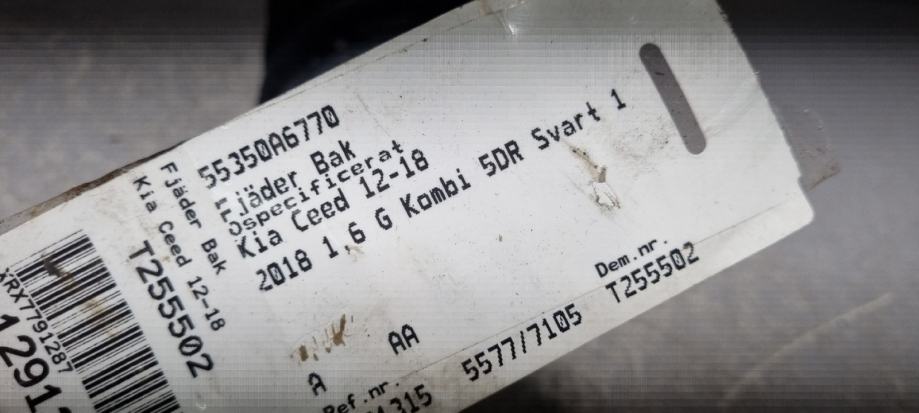 55350A6770
Fjäder Bak
Ospecificerat
Kia Ceed 12-18
2018 1,6 G Kombi 5DR Svart 1
Fjäder Bak
Kia Ceed 12-18
T255502
A AA
Dem.nr.
5577/7105 T255502
Ref.nr.
315
XRX7791287
1291